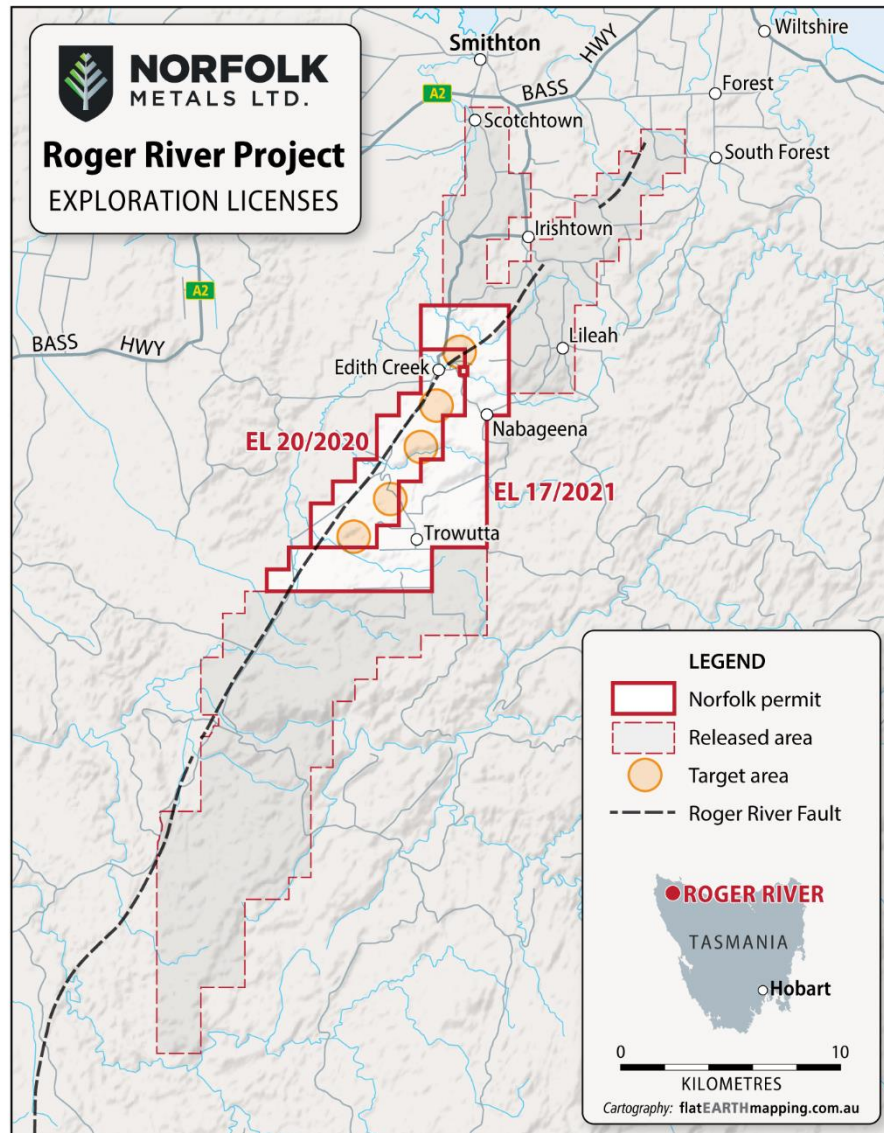 NORFOLK
METALS LTD.
Roger River Project
EXPLORATION LICENSES
Smithton
Wiltshire
BASS
HWY
A2
Forest
Scotchtown
South Forest
Irishtown
A2
BASS
HWY
Lileah
Edith Creek
Nabageena
EL 20/2020
EL 17/2021
Trowutta
LEGEND
Norfolk permit
Released area
Target area
Roger River Fault
ROGER RIVER
TASMANIA
Hobart
0 10
KILOMETRES
Cartography: flatEARTHmapping.com.au